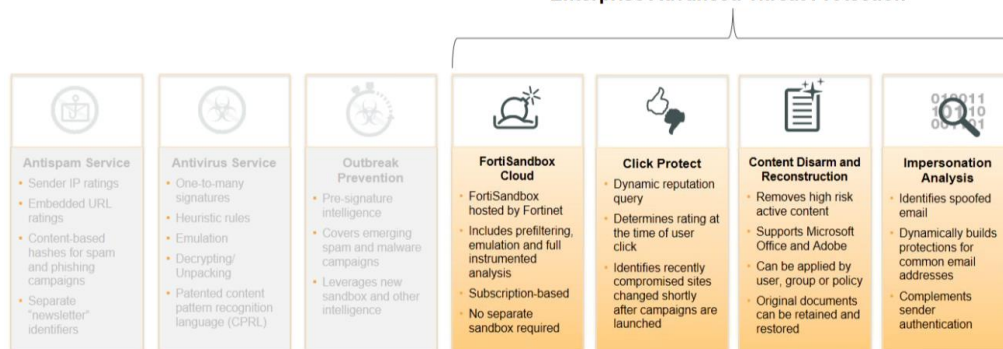 010011
101110
001101
Antispam Service
• Sender IP ratings
• Embedded URL
ratings
• Content-based
hashes for spam
and phishing
campaigns
• Separate
"newsletter"
identifiers
Antivirus Service
• One-to-many
signatures
• Heuristic rules
• Emulation
• Decrypting/
Unpacking
• Patented content
pattern recognition
language (CPRL)
Outbreak
Prevention
• Pre-signature
intelligence
• Covers emerging
spam and malware
campaigns
• Leverages new
sandbox and other
intelligence
FortiSandbox
Cloud
• FortiSandbox
hosted by Fortinet
• Includes prefiltering,
emulation and full
instrumented
analysis
• Subscription-based
• No separate
sandbox required
Click Protect
• Dynamic reputation
query
• Determines rating at
the time of user
click
• Identifies recently
compromised sites
changed shortly
after campaigns are
launched
Content Disarm and
Reconstruction
• Removes high risk
active content
• Supports Microsoft
Office and Adobe
• Can be applied by
user, group or policy
• Original documents
can be retained and
restored
Impersonation
Analysis
• Identifies spoofed
email
• Dynamically builds
protections for
common email
addresses
• Complements
sender
authentication